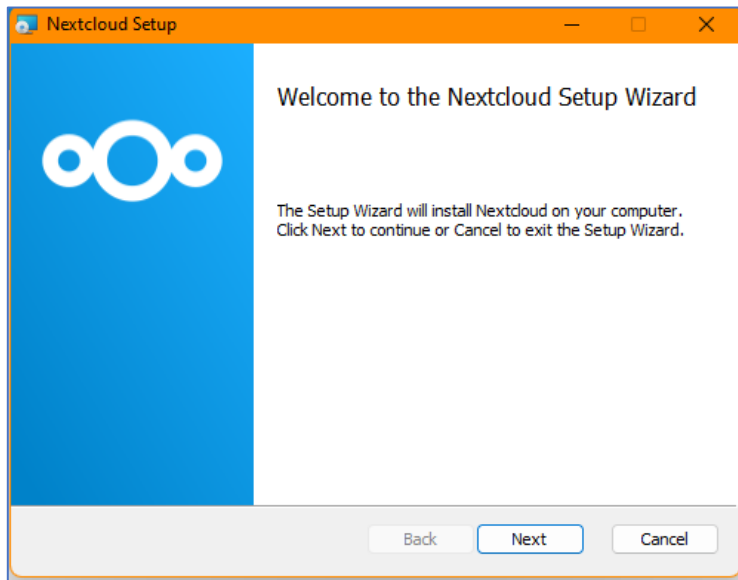 Nextcloud Setup
Welcome to the Nextcloud Setup Wizard
The Setup Wizard will install Nextcloud on your computer.
Click Next to continue or Cancel to exit the Setup Wizard.
Back Next Cancel